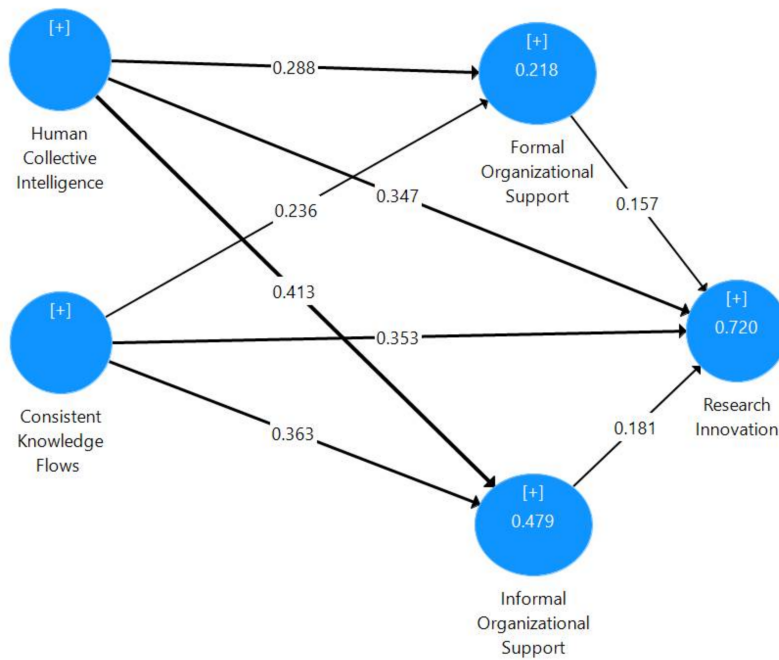 [+]
Human
Collective
Intelligence
[+]
0.218
Formal
Organizational
Support
0.288
0.347
0.236
0.157
0.413
[+]
Consistent
Knowledge
Flows
[+]
0.720
Research
Innovation
0.353
0.363
0.181
[+]
0.479
Informal
Organizational
Support